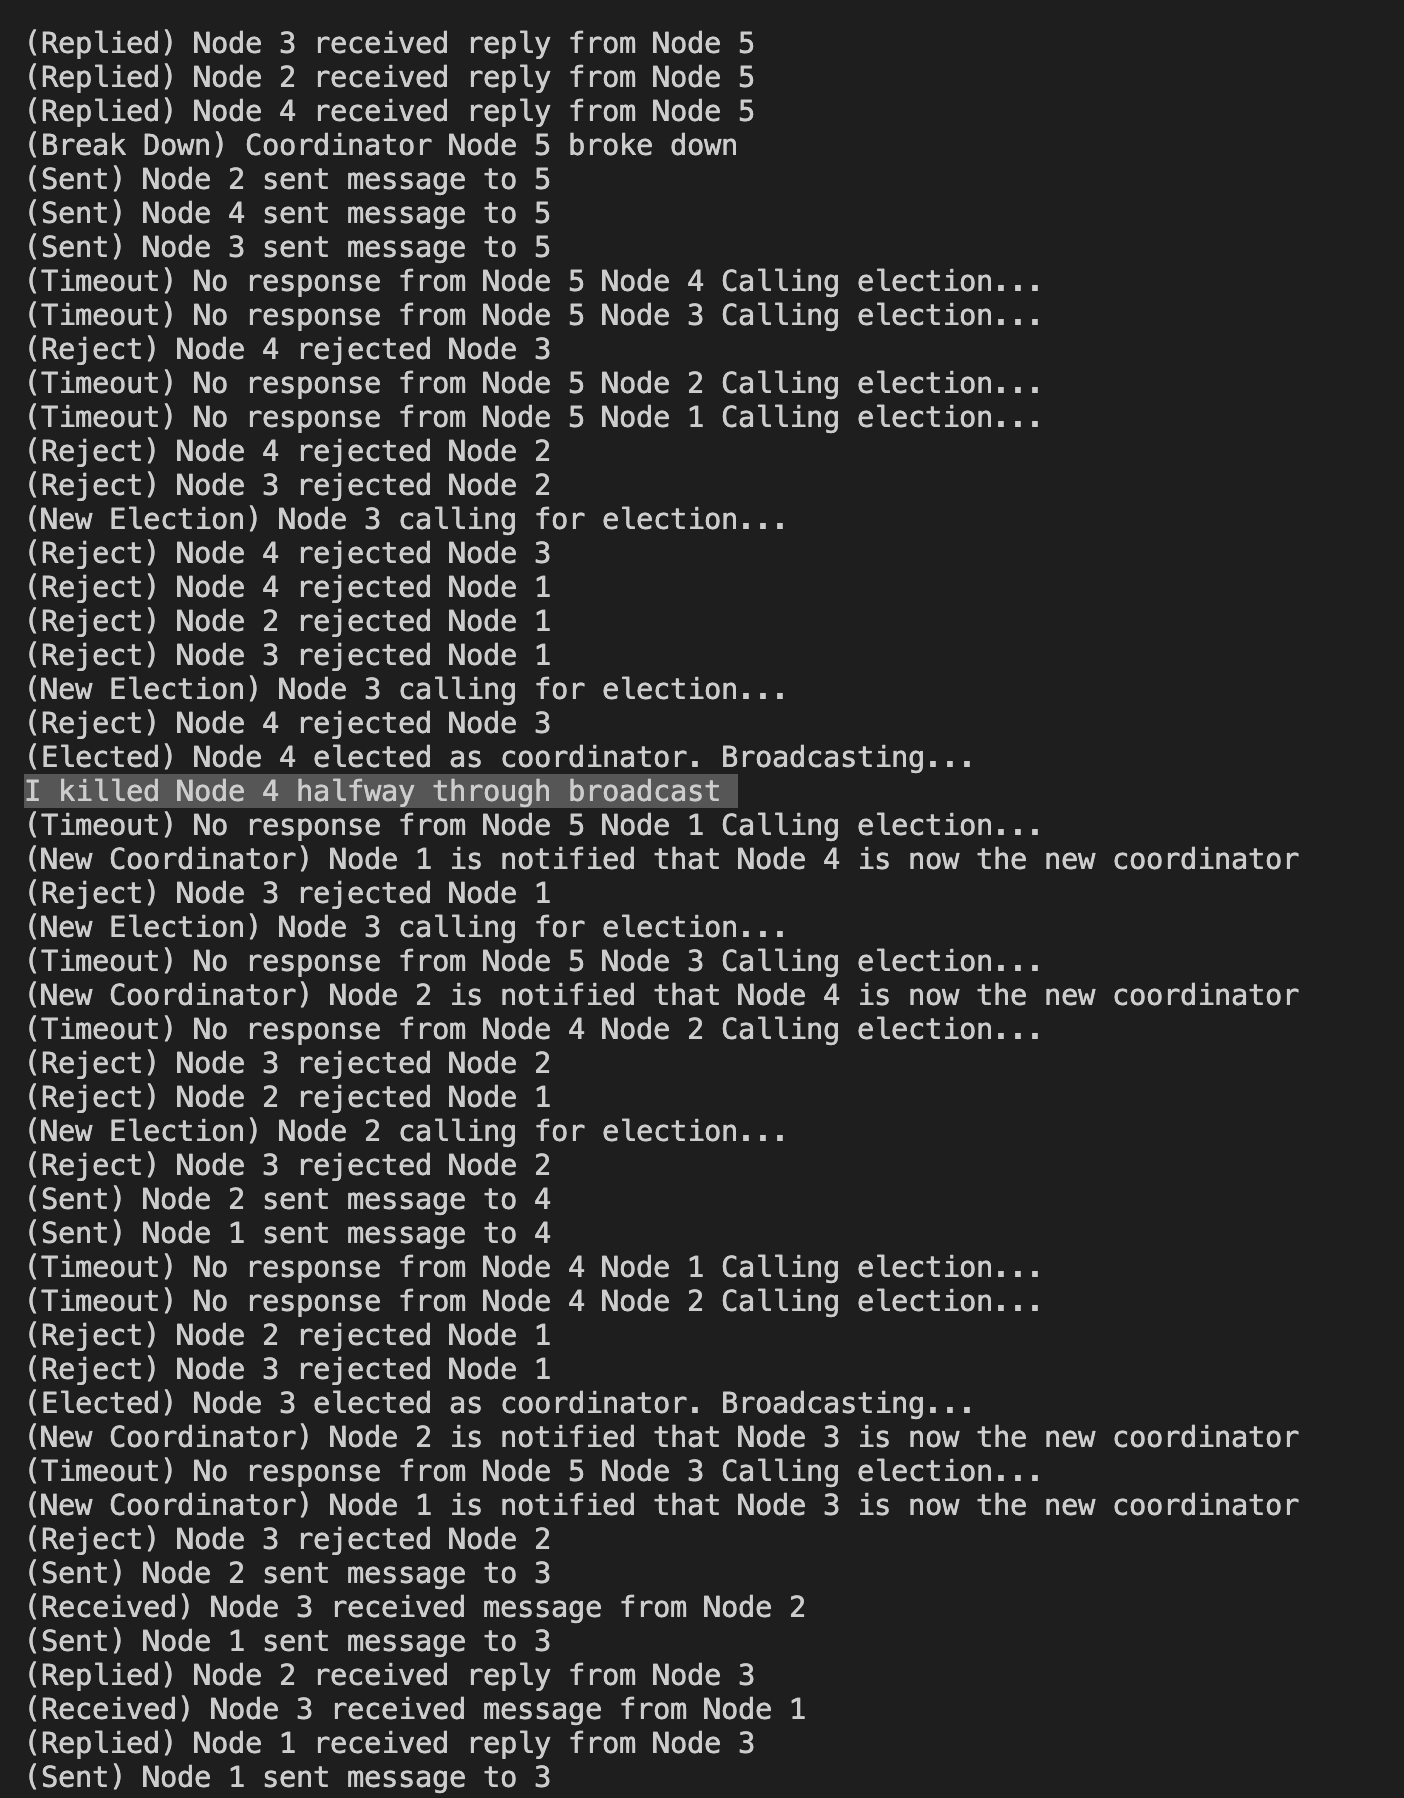 (Replied) Node 3 received reply from Node 5
(Replied) Node 2 received reply from Node 5
(Replied) Node 4 received reply from Node 5
(Break Down) Coordinator Node 5 broke down
(Sent) Node 2 sent message to 5
(Sent) Node 4 sent message to 5
(Sent) Node 3 sent message to 5
(Timeout) No response from Node 5 Node 4 Calling election...
(Timeout) No response from Node 5 Node 3 Calling election...
(Reject) Node 4 rejected Node 3
(Timeout) No response from Node 5 Node 2 Calling election...
(Timeout) No response from Node 5 Node 1 Calling election...
(Reject) Node 4 rejected Node 2
(Reject) Node 3 rejected Node 2
(New Election) Node 3 calling for election...
(Reject) Node 4 rejected Node 3
(Reject) Node 4 rejected Node 1
(Reject) Node 2 rejected Node 1
(Reject) Node 3 rejected Node 1
(New Election) Node 3 calling for election...
(Reject) Node 4 rejected Node 3
(Elected) Node 4 elected as coordinator. Broadcasting...
I killed Node 4 halfway through broadcast
(Timeout) No response from Node 5 Node 1 Calling election...
(New Coordinator) Node 1 is notified that Node 4 is now the new coordinator
(Reject) Node 3 rejected Node 1
(New Election) Node 3 calling for election...
(Timeout) No response from Node 5 Node 3 Calling election...
(New Coordinator) Node 2 is notified that Node 4 is now the new coordinator
(Timeout) No response from Node 4 Node 2 Calling election...
(Reject) Node 3 rejected Node 2
(Reject) Node 2 rejected Node 1
(New Election) Node 2 calling for election...
(Reject) Node 3 rejected Node 2
(Sent) Node 2 sent message to 4
(Sent) Node 1 sent message to 4
(Timeout) No response from Node 4 Node 1 Calling election...
(Timeout) No response from Node 4 Node 2 Calling election...
(Reject) Node 2 rejected Node 1
(Reject) Node 3 rejected Node 1
(Elected) Node 3 elected as coordinator. Broadcasting...
(New Coordinator) Node 2 is notified that Node 3 is now the new coordinator
(Timeout) No response from Node 5 Node 3 Calling election...
(New Coordinator) Node 1 is notified that Node 3 is now the new coordinator
(Reject) Node 3 rejected Node 2
(Sent) Node 2 sent message to 3
(Received) Node 3 received message from Node 2
(Sent) Node 1 sent message to 3
(Replied) Node 2 received reply from Node 3
(Received) Node 3 received message from Node 1
(Replied) Node 1 received reply from Node 3
(Sent) Node 1 sent message to 3